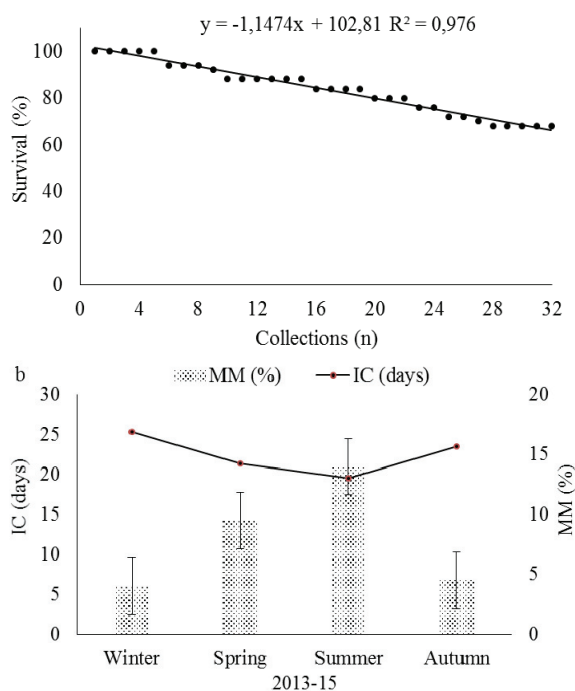 y = -1,1474x + 102,81 R² = 0,976
100
80
60
40
20
0
Survival (%)
0 4 8 12 16 20 24 28 32
Collections (n)
b
MM (%) IC (days)
30
25
20
15
10
5
0
IC (days)
20
15
10
5
0
MM (%)
Winter Spring Summer Autumn
2013-15